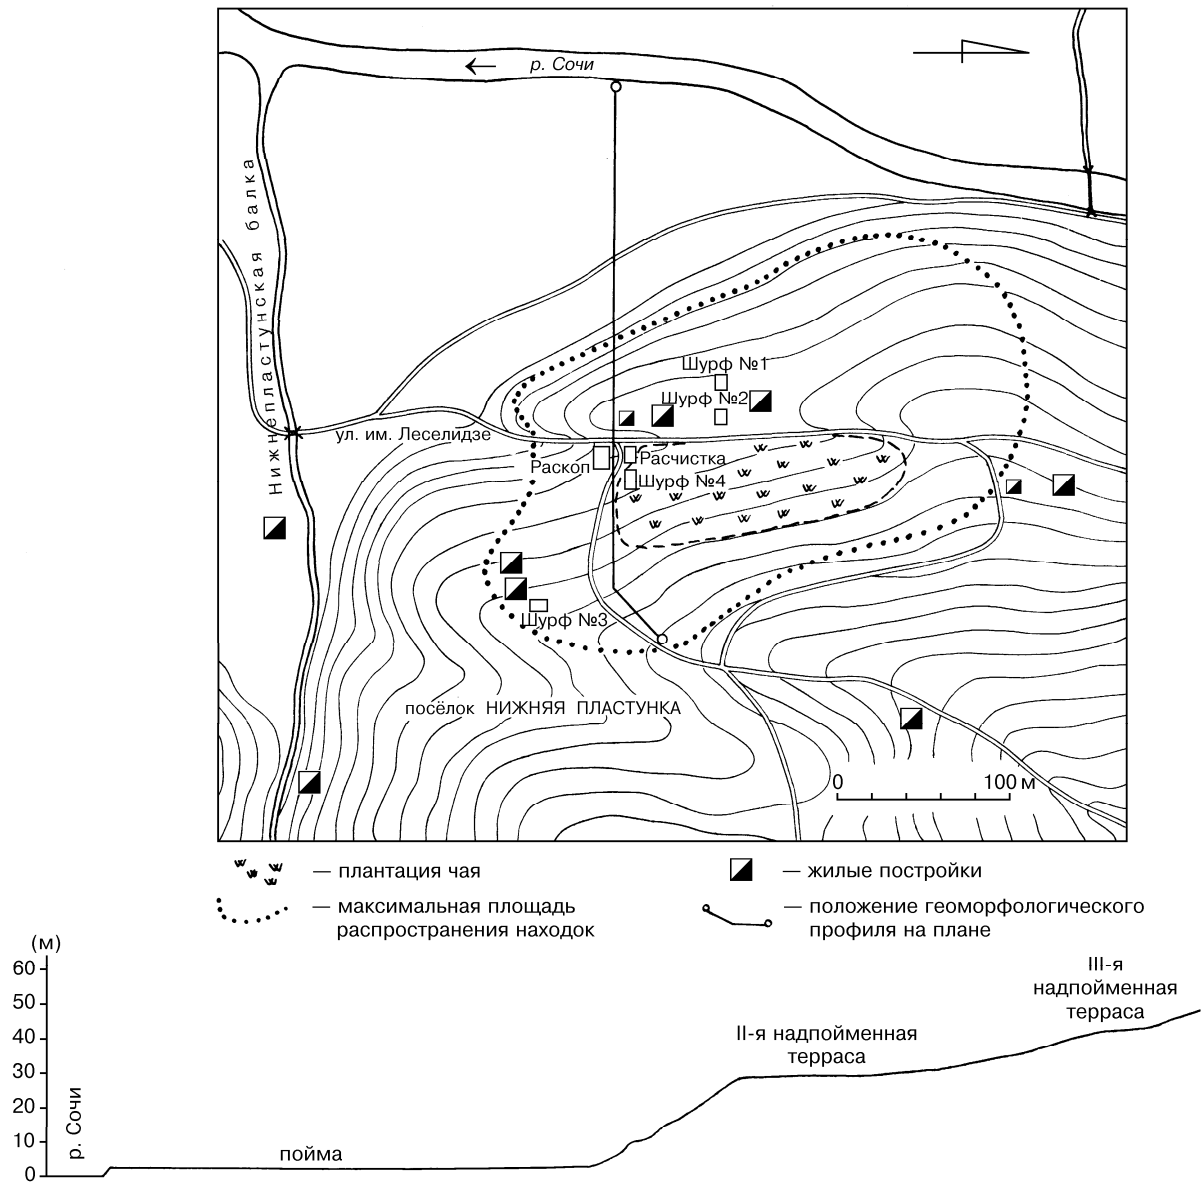 р. Сочи
Нижнепластунская балка
Шурф №1
Шурф №2
ул. им. Леселидзе
Раскоп
Расчистка
Шурф №4
Шурф №3
посёлок НИЖНЯЯ ПЛАСТУНКА
0 100 м
— плантация чая
— жилые постройки
— максимальная площадь
распространения находок
— положение геоморфологического
профиля на плане
(м)
60
50
40
30
20
10
0
р. Сочи
пойма
II-я надпойменная
терраса
III-я
надпойменная
терраса